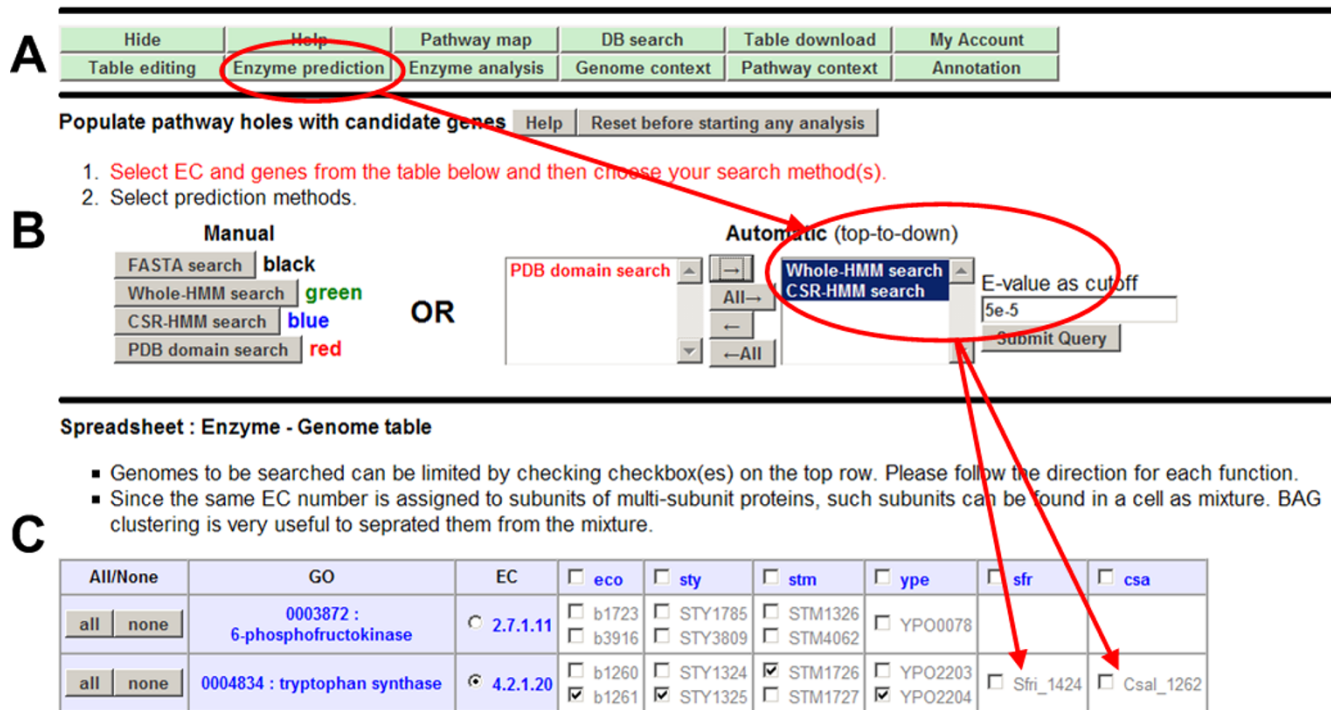 A
Hide Help Pathway map DB search Table download My Account
Table editing Enzyme prediction Enzyme analysis Genome context Pathway context Annotation
Populate pathway holes with candidate genes Help Reset before starting any analysis
1. Select EC and genes from the table below and then choose your search method(s).
2. Select prediction methods.
B
Manual
FASTA search black
Whole-HMM search green
CSR-HMM search blue
PDB domain search red
OR
Automatic (top-to-down)
PDB domain search
→
All→
←
←All
Whole-HMM search
CSR-HMM search
E-value as cutoff
5e-5
Submit Query
Spreadsheet : Enzyme - Genome table
▪ Genomes to be searched can be limited by checking checkbox(es) on the top row. Please follow the direction for each function.
▪ Since the same EC number is assigned to subunits of multi-subunit proteins, such subunits can be found in a cell as mixture. BAG
clustering is very useful to seprated them from the mixture.
C
All/None GO EC eco sty stm ype sfr csa
all none 0003872 :
6-phosphofructokinase 2.7.1.11
b1723 STY1785 STM1326 YPO0078
b3916 STY3809 STM4062
all none 0004834 : tryptophan synthase 4.2.1.20
b1260 STY1324 STM1726 YPO2203 Sfri_1424 Csal_1262
b1261 STY1325 STM1727 YPO2204